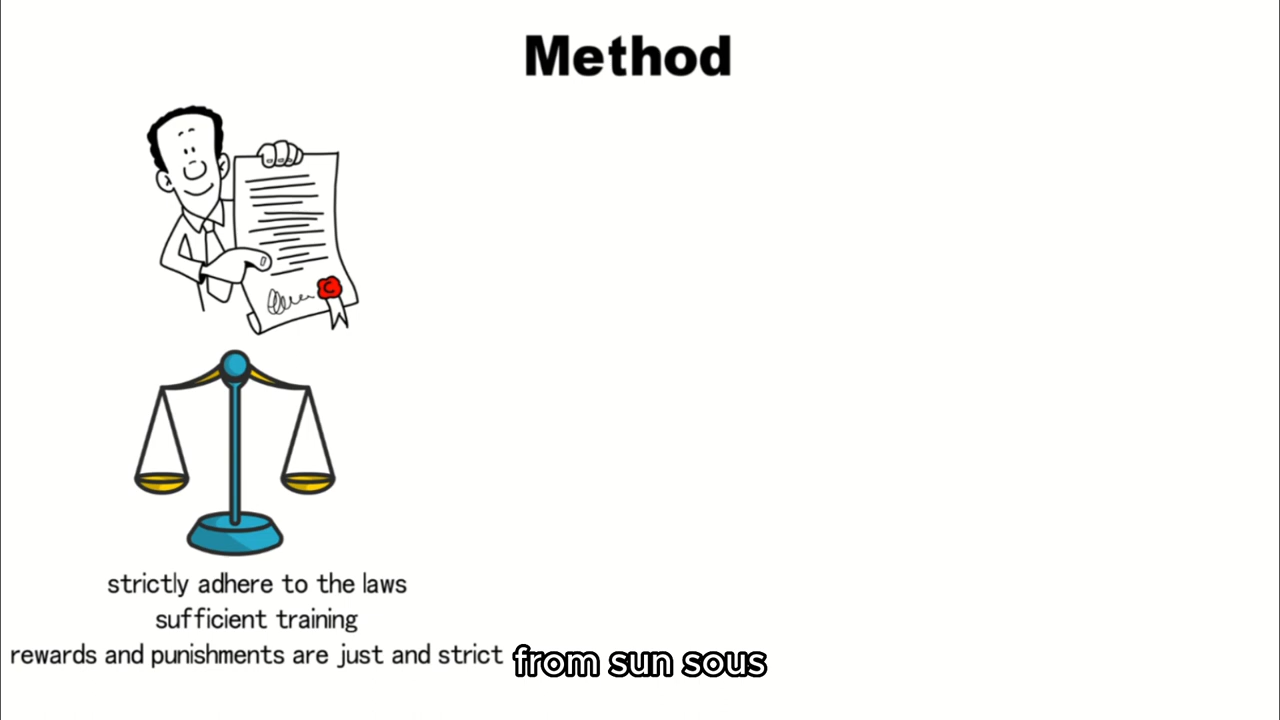 Method
C
strictly adhere to the laws
sufficient training
rewards and punishments are just and strict
from sun sous